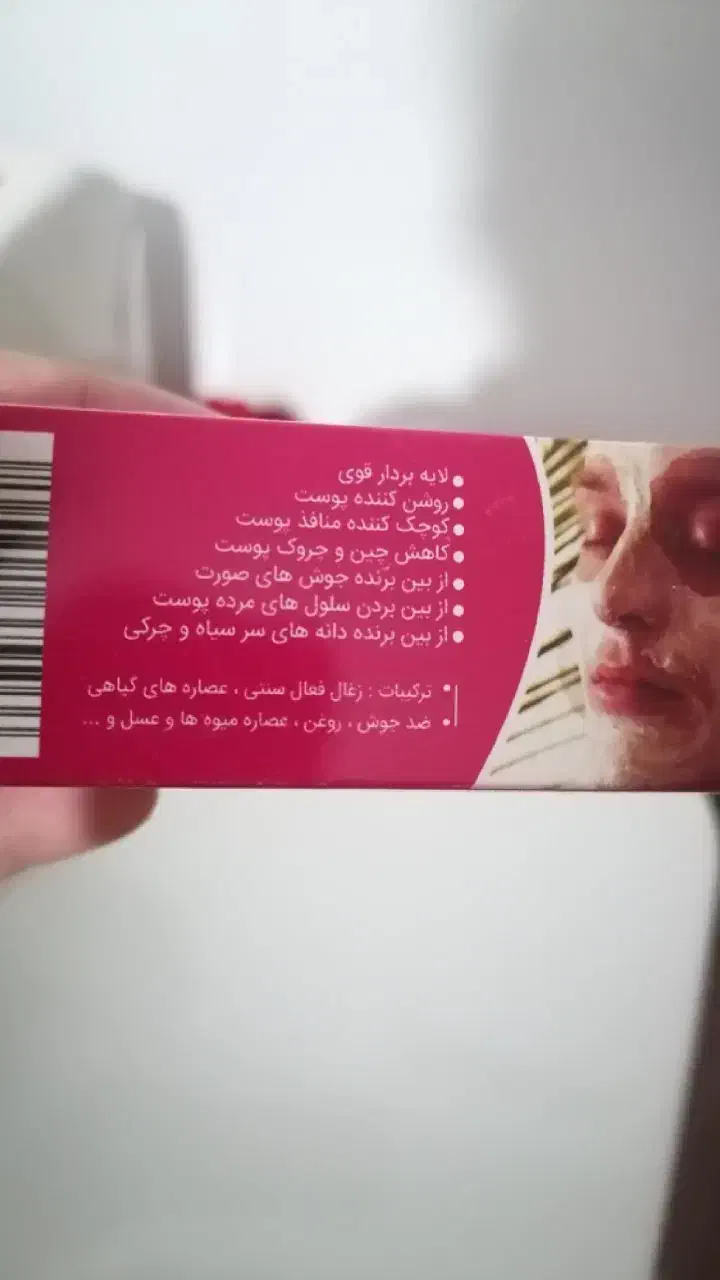 لایه بردار قوی
روشن کننده پوست
کوچک کننده منافذ پوست
کاهش چین و چروک پوست
از بین برنده جوش های صورت
از بین بردن سلول های مرده پوست
از بین برنده دانه های سر سیاه و چرکی
ترکیبات : زغال فعال سنتی ، عصاره های گیاهی
ضد جوش ، روغن ، عصاره میوه ها و عسل و ...